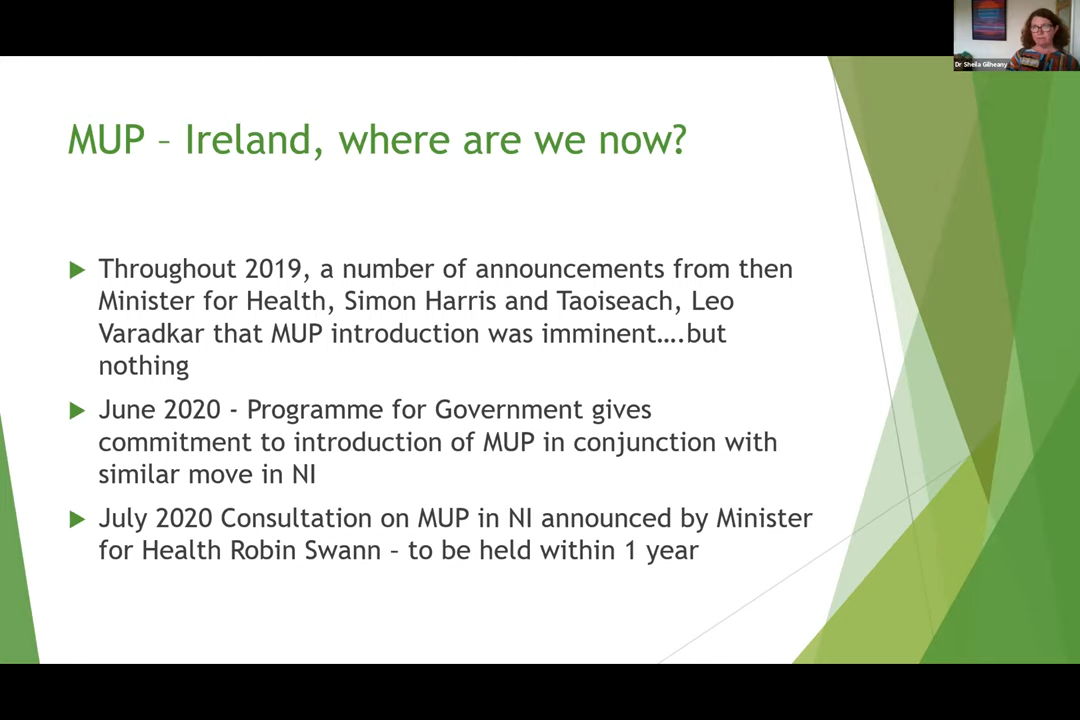 Dr Sheila Gilheany
MUP – Ireland, where are we now?
Throughout 2019, a number of announcements from then
Minister for Health, Simon Harris and Taoiseach, Leo
Varadkar that MUP introduction was imminent….but
nothing
June 2020 - Programme for Government gives
commitment to introduction of MUP in conjunction with
similar move in NI
July 2020 Consultation on MUP in NI announced by Minister
for Health Robin Swann – to be held within 1 year